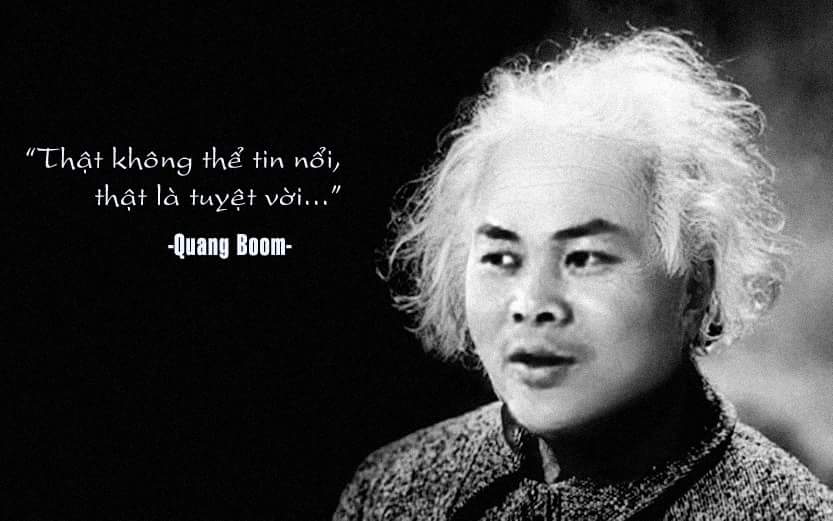 “Thật không thể tin nổi,
thật là tuyệt vời...”
-Quang Boom-